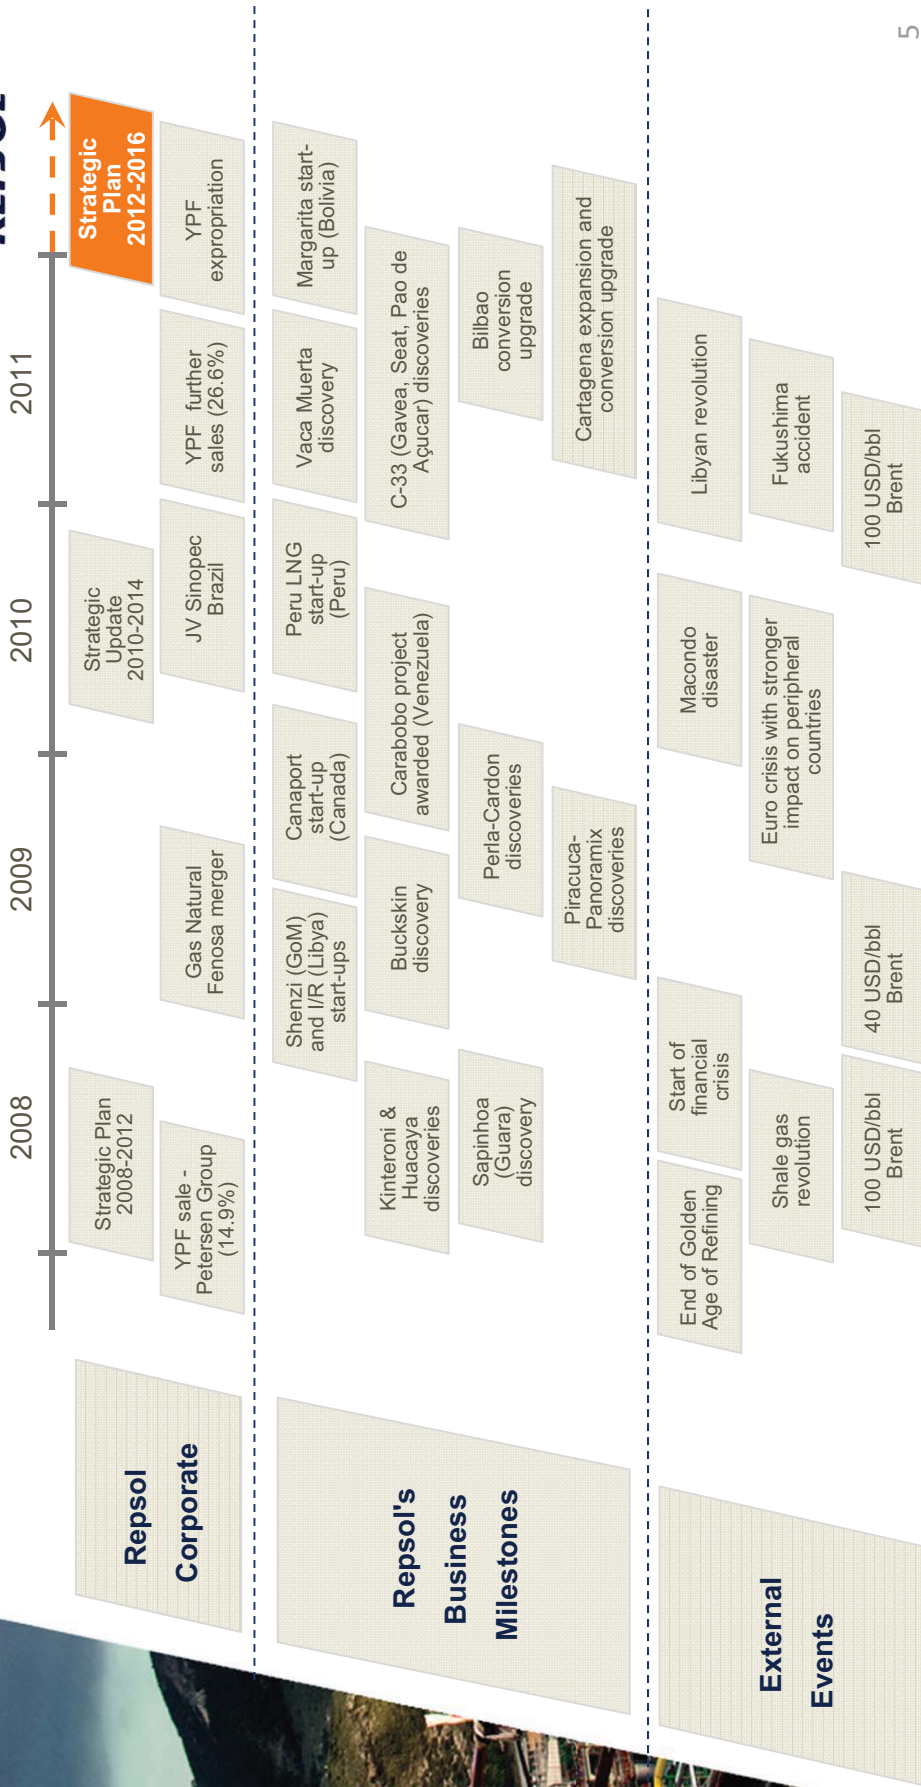 2008
2009
2010
2011
Repsol
Corporate
Strategic Plan
2008-2012
Strategic
Update
2010-2014
Strategic
Plan
2012-2016
YPF sale -
Petersen Group
(14.9%)
Gas Natural
Fenosa merger
JV Sinopec
Brazil
YPF further
sales (26.6%)
YPF
expropriation
Repsol's
Business
Milestones
Shenzi (GoM)
and I/R (Libya)
start-ups
Canaport
start-up
(Canada)
Peru LNG
start-up
(Peru)
Vaca Muerta
discovery
Margarita start-
up (Bolivia)
Kinteroni &
Huacaya
discoveries
Buckskin
discovery
Carabobo project
awarded (Venezuela)
C-33 (Gavea, Seat, Pao de
Açucar) discoveries
Sapinhoa
(Guara)
discovery
Perla-Cardon
discoveries
Bilbao
conversion
upgrade
Piracuca-
Panoramix
discoveries
Cartagena expansion and
conversion upgrade
External
Events
End of Golden
Age of Refining
Start of
financial
crisis
Macondo
disaster
Libyan revolution
Shale gas
revolution
Euro crisis with stronger
impact on peripheral
countries
Fukushima
accident
100 USD/bbl
Brent
40 USD/bbl
Brent
100 USD/bbl
Brent
5